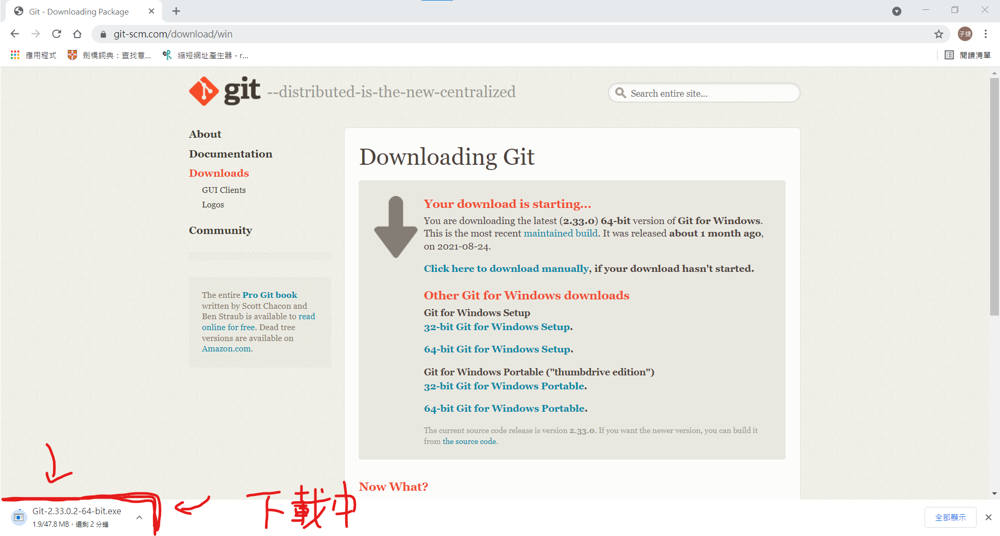 Git - Downloading Package
git-scm.com/download/win
子捷
應用程式
劍橋詞典：查找意...
縮短網址產生器 - r...
閱讀清單
git --distributed-is-the-new-centralized
Search entire site...
About
Documentation
Downloads
GUI Clients
Logos
Community
The entire Pro Git book
written by Scott Chacon and
Ben Straub is available to read
online for free. Dead tree
versions are available on
Amazon.com.
Downloading Git
Your download is starting...
You are downloading the latest (2.33.0) 64-bit version of Git for Windows.
This is the most recent maintained build. It was released about 1 month ago,
on 2021-08-24.
Click here to download manually, if your download hasn't started.
Other Git for Windows downloads
Git for Windows Setup
32-bit Git for Windows Setup.
64-bit Git for Windows Setup.
Git for Windows Portable ("thumbdrive edition")
32-bit Git for Windows Portable.
64-bit Git for Windows Portable.
The current source code release is version 2.33.0. If you want the newer version, you can build it
from the source code.
Now What?
下載中
Git-2.33.0.2-64-bit.exe
1.9/47.8 MB，還剩 2 分鐘
全部顯示